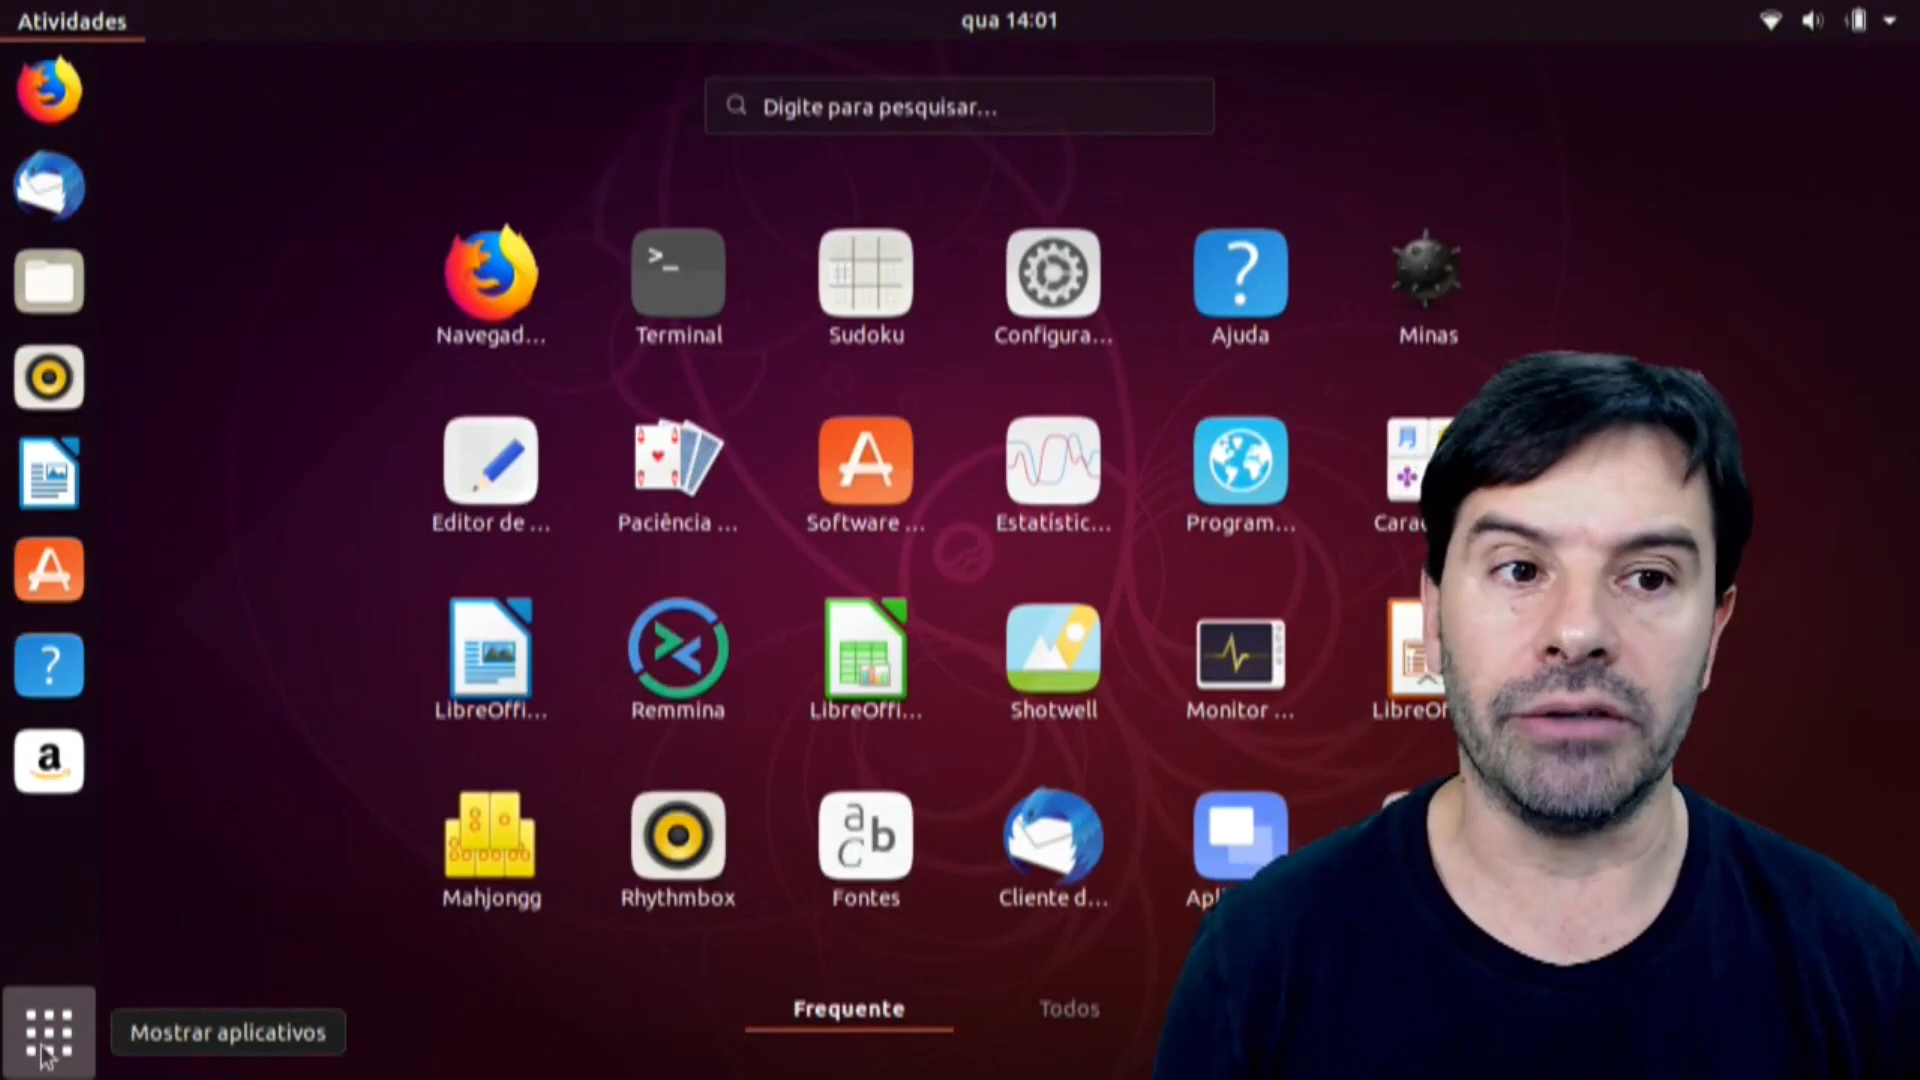 Atividades
qua 14:01
Digite para pesquisar...
Navegad...
Terminal
Sudoku
Configura...
Ajuda
Minas
Editor de ...
Paciência ...
Software ...
Estatístic...
Program...
LibreOffi...
Remmina
LibreOffi...
Shotwell
Monitor ...
Mahjongg
Rhythmbox
Fontes
Cliente d...
Frequente
Todos
Mostrar aplicativos